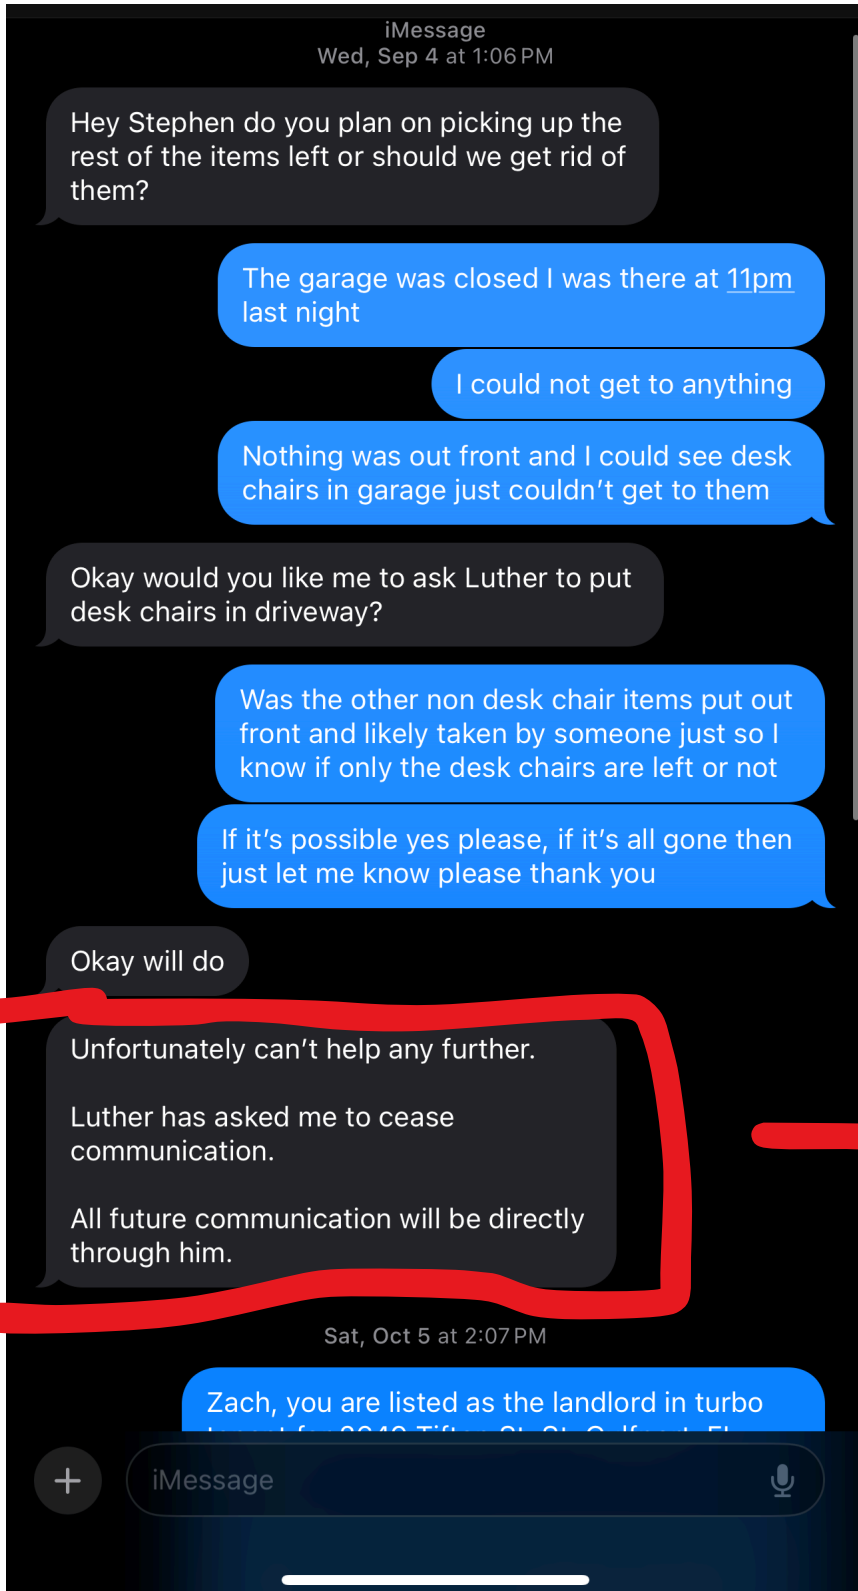 iMessage
Wed, Sep 4 at 1:06 PM
Hey Stephen do you plan on picking up the
rest of the items left or should we get rid of
them?
The garage was closed I was there at 11pm
last night
I could not get to anything
Nothing was out front and I could see desk
chairs in garage just couldn't get to them
Okay would you like me to ask Luther to put
desk chairs in driveway?
Was the other non desk chair items put out
front and likely taken by someone just so I
know if only the desk chairs are left or not
If it's possible yes please, if it's all gone then
just let me know please thank you
Okay will do
Unfortunately can't help any further.
Luther has asked me to cease
communication.
All future communication will be directly
through him.
Sat, Oct 5 at 2:07 PM
Zach, you are listed as the landlord in turbo
iMessage